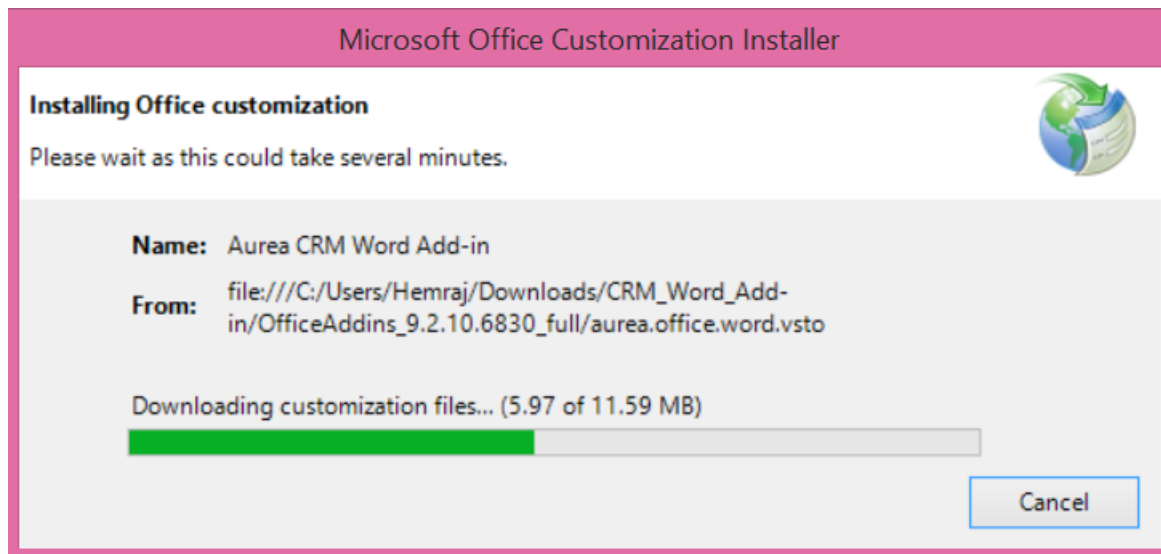 Microsoft Office Customization Installer
Installing Office customization
Please wait as this could take several minutes.
Name: Aurea CRM Word Add-in
From: file:///C:/Users/Hemraj/Downloads/CRM_Word_Add-
in/OfficeAddins_9.2.10.6830_full/aurea.office.word.vsto
Downloading customization files... (5.97 of 11.59 MB)
Cancel